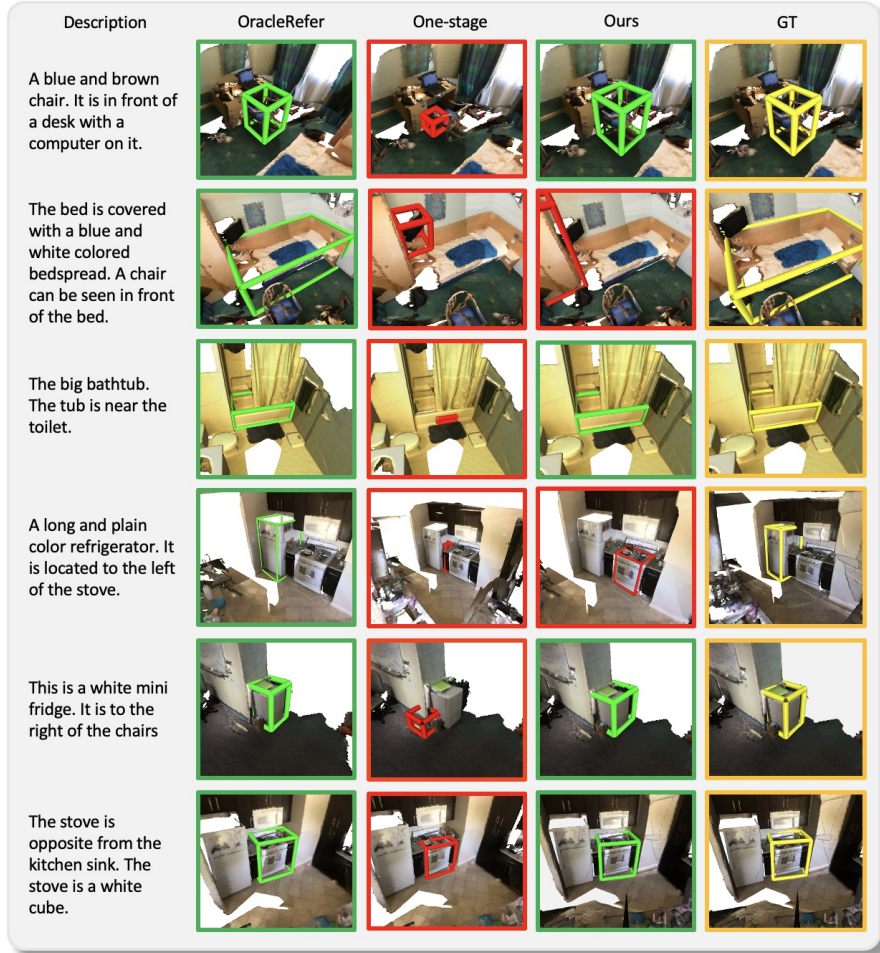 Description OracleRefer One-stage Ours GT
A blue and brown
chair. It is in front of
a desk with a
computer on it.
The bed is covered
with a blue and
white colored
bedspread. A chair
can be seen in front
of the bed.
The big bathtub.
The tub is near the
toilet.
A long and plain
color refrigerator. It
is located to the left
of the stove.
This is a white mini
fridge. It is to the
right of the chairs
The stove is
opposite from the
kitchen sink. The
stove is a white
cube.